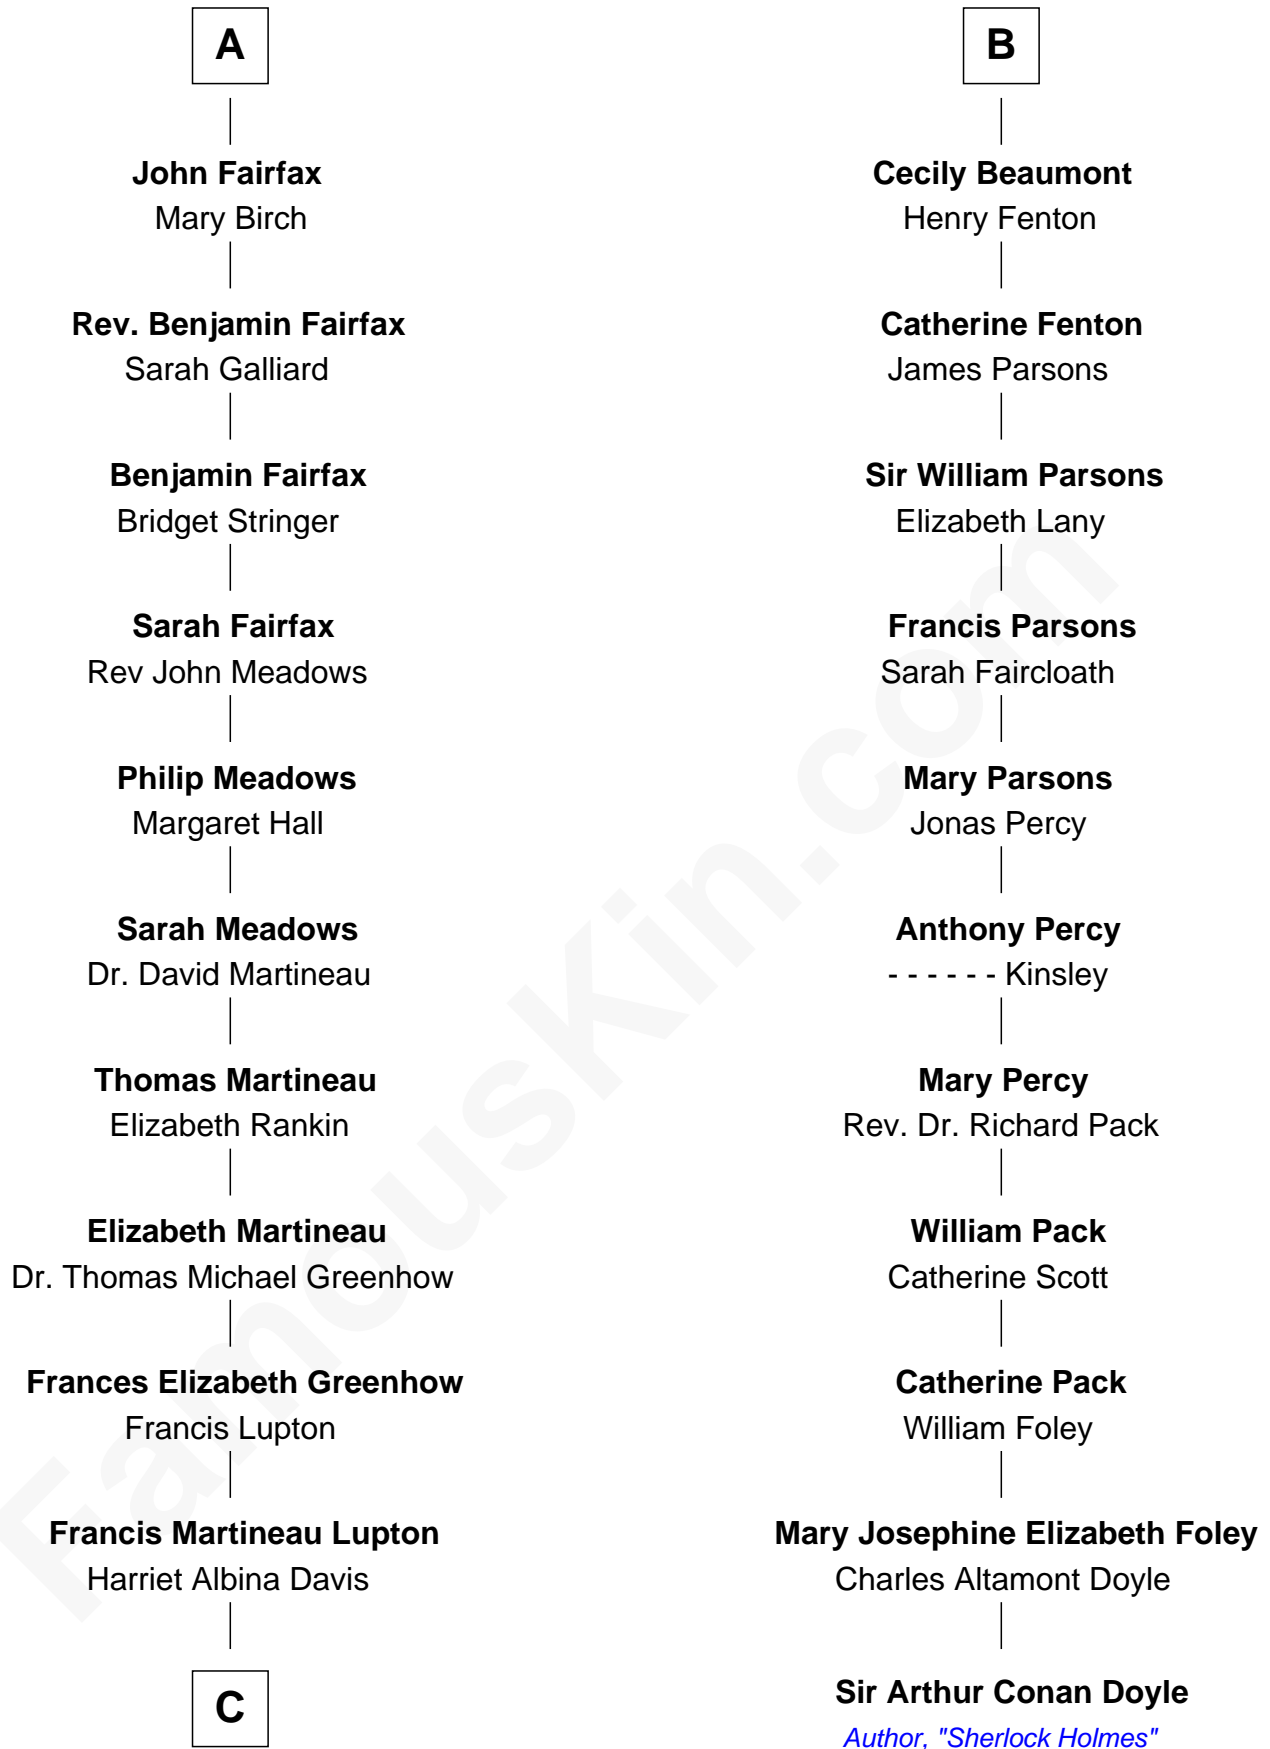 A
John Fairfax
Mary Birch
Rev. Benjamin Fairfax
Sarah Galliard
Benjamin Fairfax
Bridget Stringer
Sarah Fairfax
Rev John Meadows
Philip Meadows
Margaret Hall
Sarah Meadows
Dr. David Martineau
Thomas Martineau
Elizabeth Rankin
Elizabeth Martineau
Dr. Thomas Michael Greenhow
Frances Elizabeth Greenhow
Francis Lupton
Francis Martineau Lupton
Harriet Albina Davis
C
B
Cecily Beaumont
Henry Fenton
Catherine Fenton
James Parsons
Sir William Parsons
Elizabeth Lany
Francis Parsons
Sarah Faircloath
Mary Parsons
Jonas Percy
Anthony Percy
- - - - - - Kinsley
Mary Percy
Rev. Dr. Richard Pack
William Pack
Catherine Scott
Catherine Pack
William Foley
Mary Josephine Elizabeth Foley
Charles Altamont Doyle
Sir Arthur Conan Doyle
Author, "Sherlock Holmes"
FamousKin.com